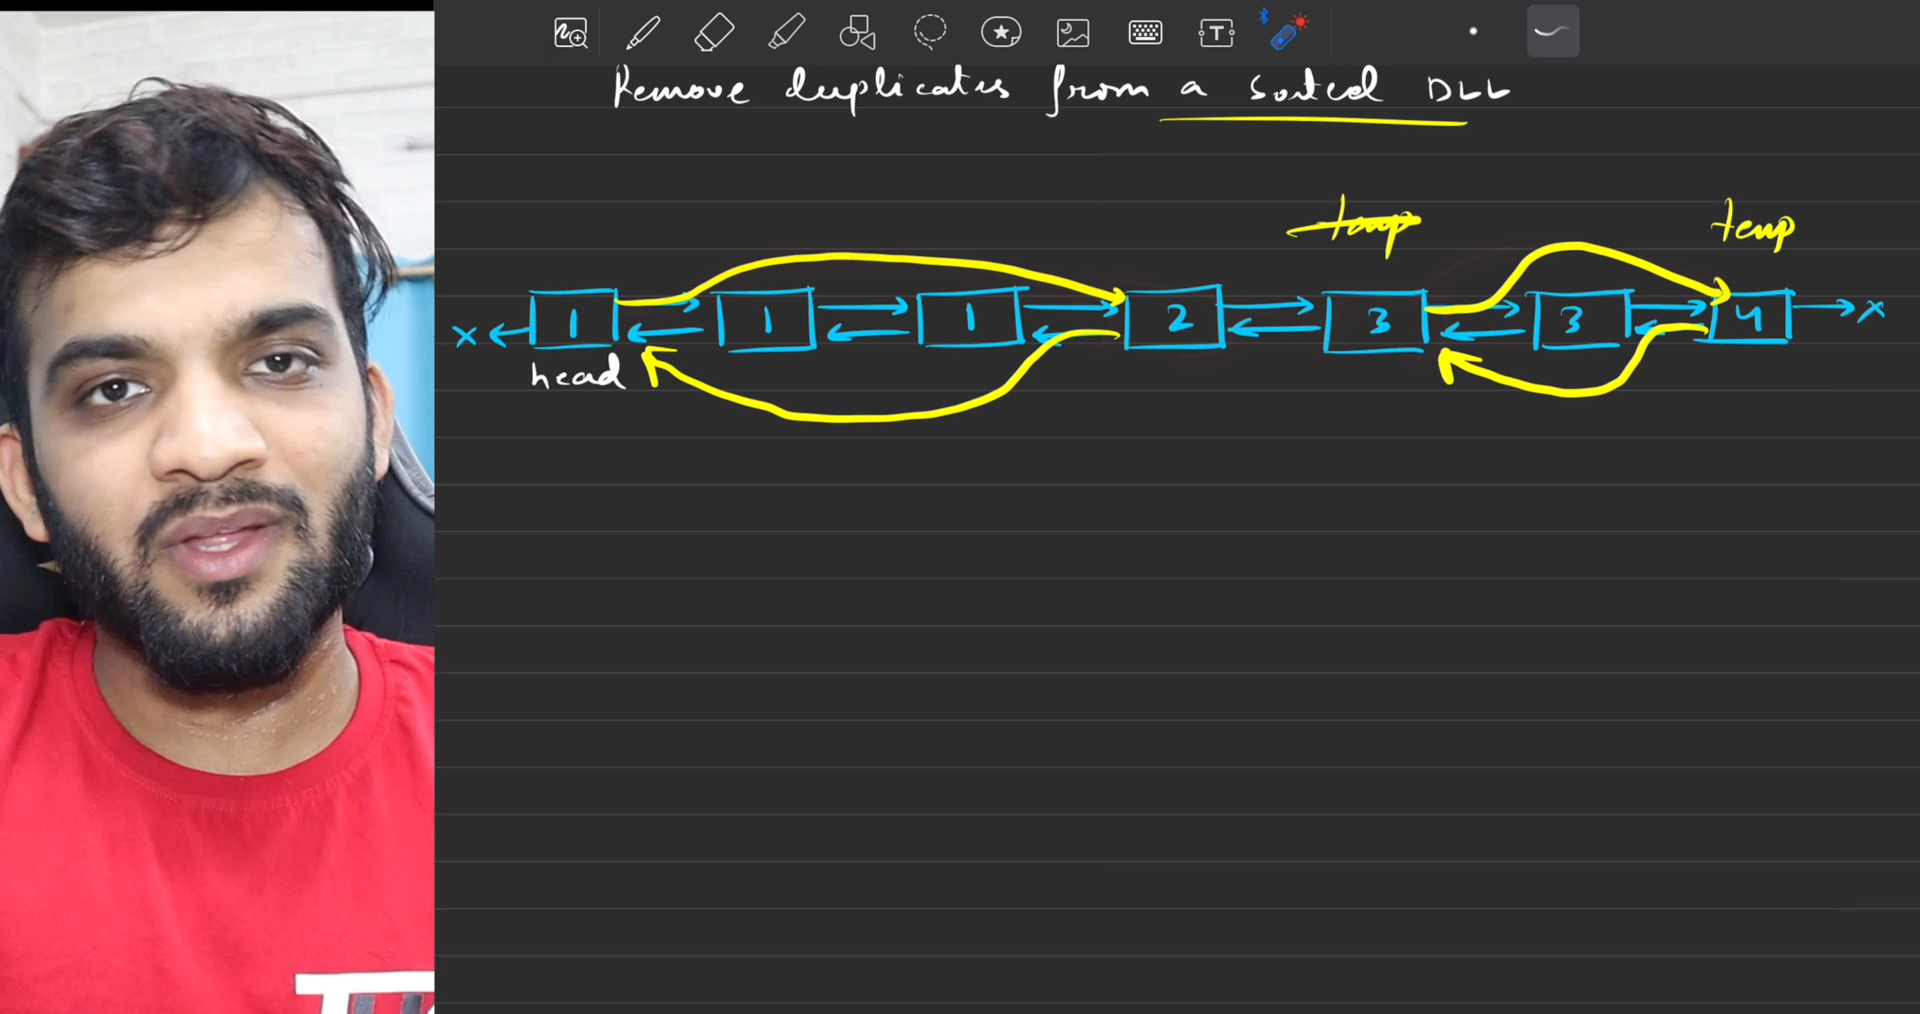 Remove duplicates from a sorted DLL
temp temp
x 1 1 1 2 3 3 4 x
head